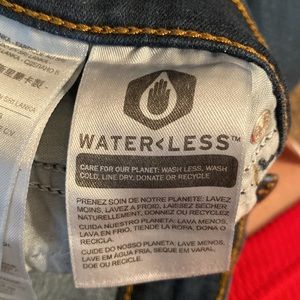 WATER<LESS™
CARE FOR OUR PLANET: WASH LESS, WASH
COLD, LINE DRY, DONATE OR RECYCLE
PRENEZ SOIN DE NOTRE PLANETE: LAVEZ
MOINS, LAVEZ A FROID, LAISSEZ SECHER
NATURELLEMENT, DONNEZ OU RECYCLEZ
CUIDA NUESTRO PLANETA: LAVA MENOS,
LAVA EN FRIO, TIENDE LA ROPA, DONA O
RECICLA.
CUIDE DO NOSSO PLANETA. LAVE MENOS,
LAVE EM ÁGUA FRIA, SEQUE EM VARAL,
DOE OU RECICLE.
SRI LANKA